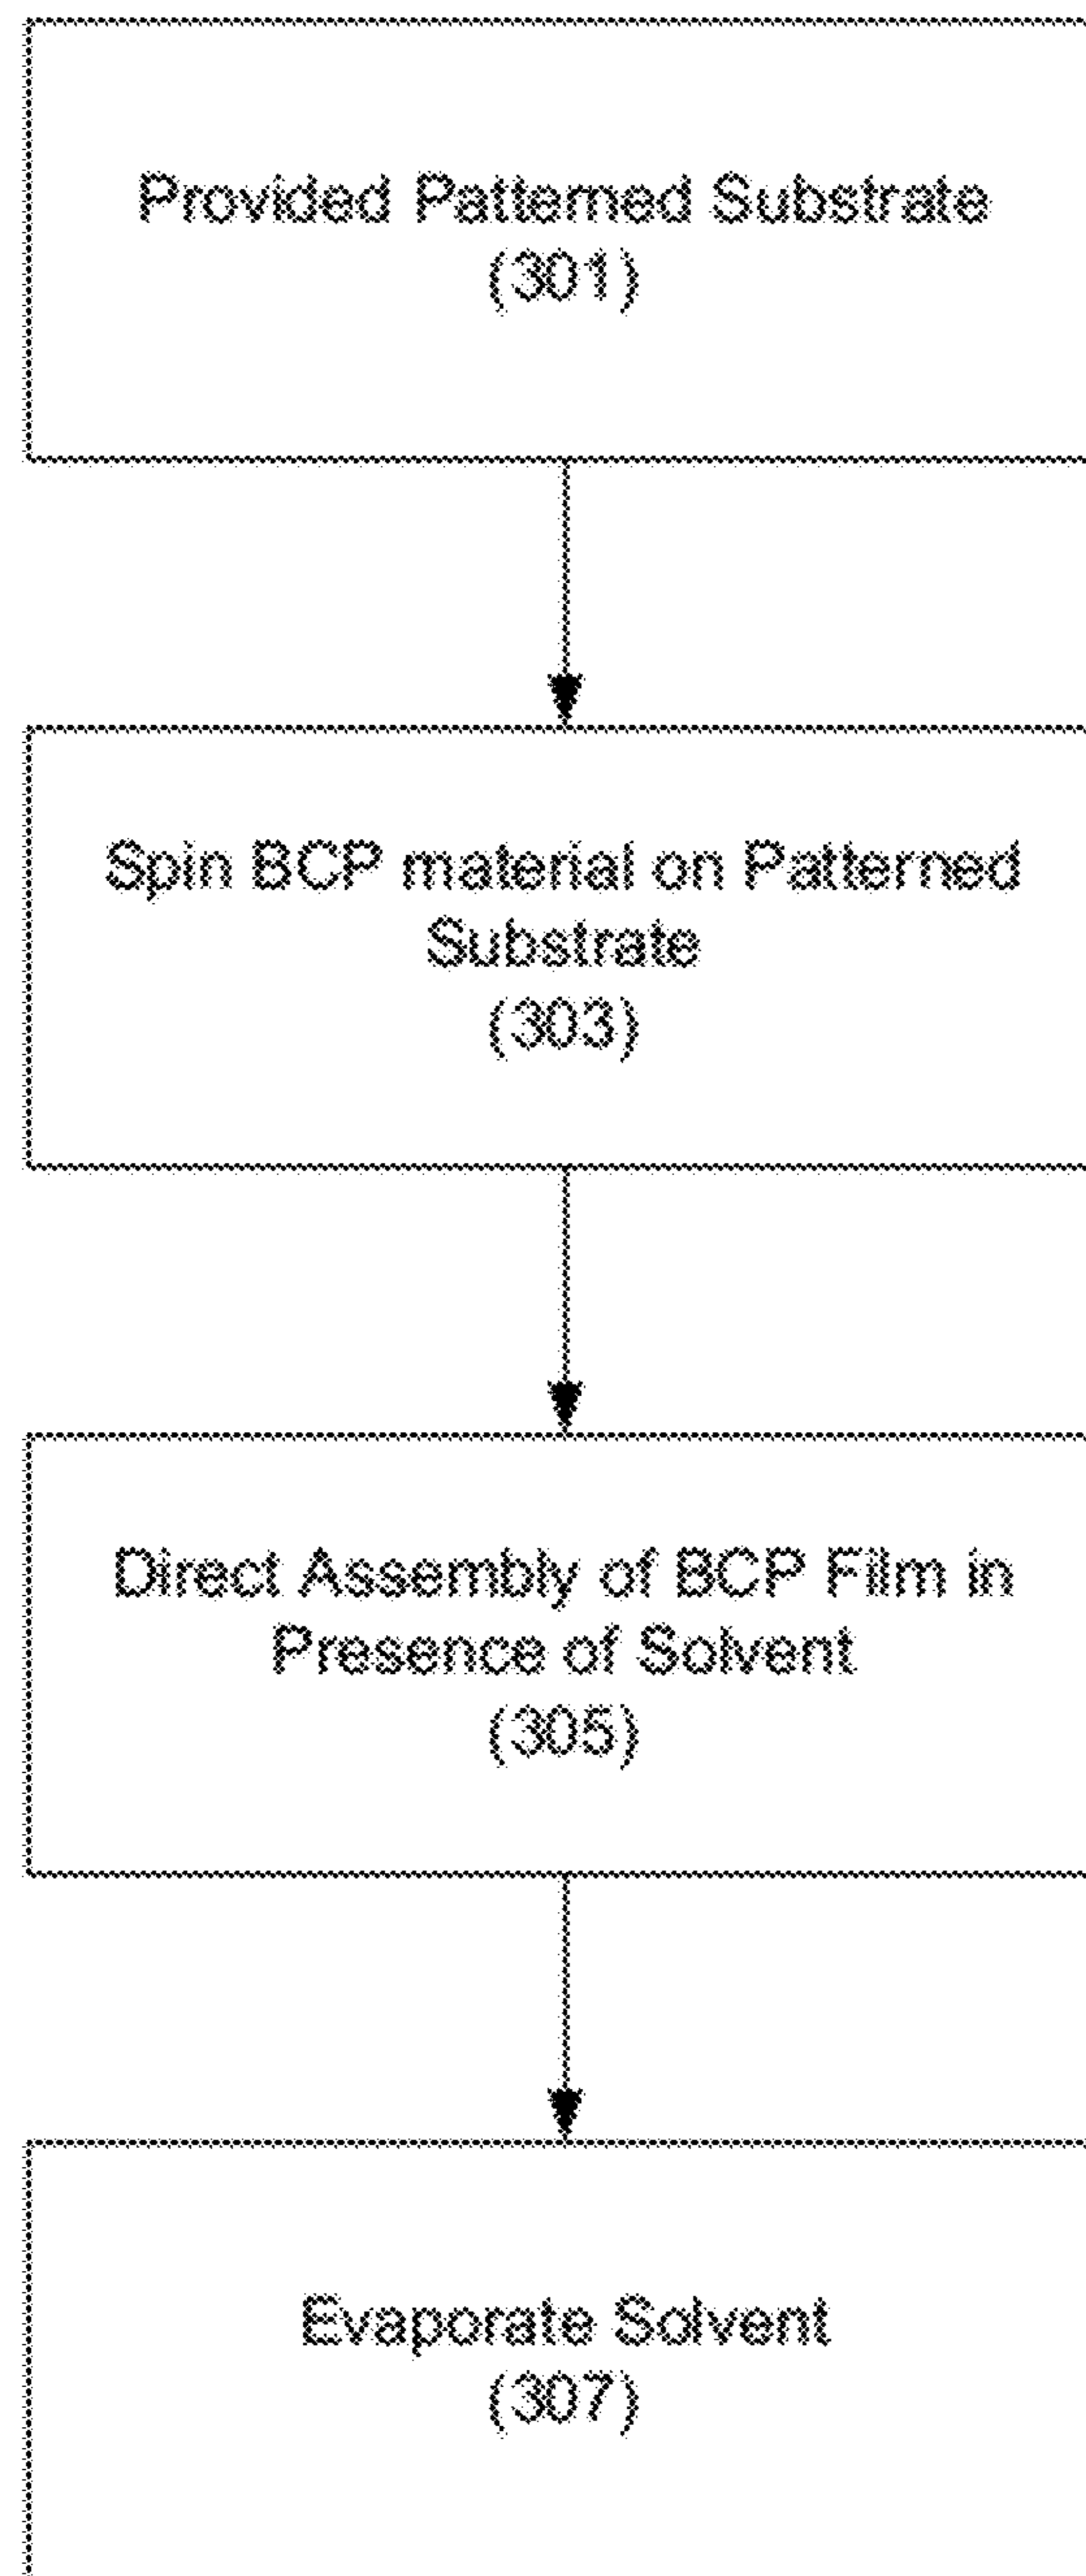 Provided Patterned Substrate
(301)
Spin BCP material on Patterned
Substrate
(303)
Direct Assembly of BCP Film in
Presence of Solvent
(305)
Evaporate Solvent
(307)